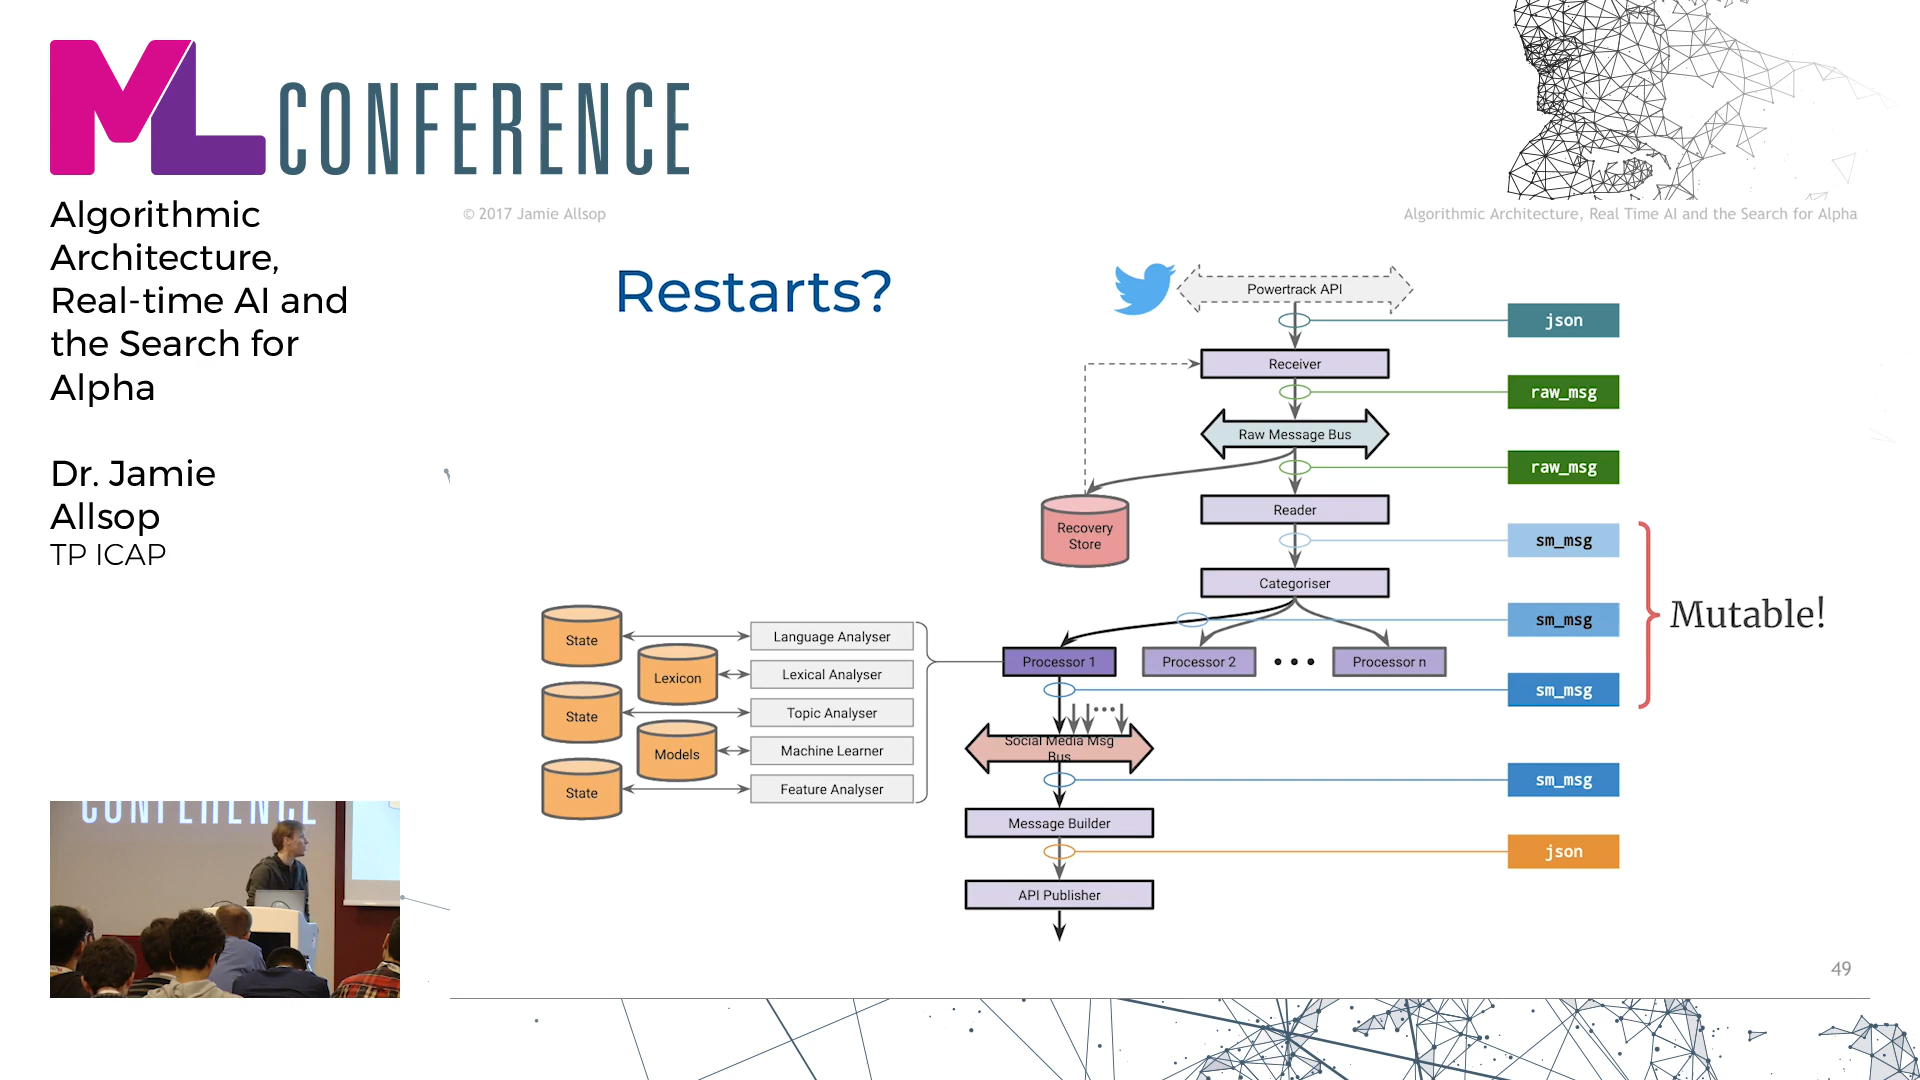 ML CONFERENCE
Algorithmic
Architecture,
Real-time AI and
the Search for
Alpha
Dr. Jamie
Allsop
TP ICAP
© 2017 Jamie Allsop
Algorithmic Architecture, Real Time AI and the Search for Alpha
Restarts?
Powertrack API
json
Receiver
raw_msg
Raw Message Bus
raw_msg
Recovery
Store
Reader
sm_msg
Categoriser
sm_msg
Mutable!
State
Language Analyser
Processor 1
Processor 2
Processor n
Lexicon
Lexical Analyser
sm_msg
State
Topic Analyser
Social Media Msg
Bus
Models
Machine Learner
sm_msg
State
Feature Analyser
Message Builder
json
API Publisher
49
CONFERENCE